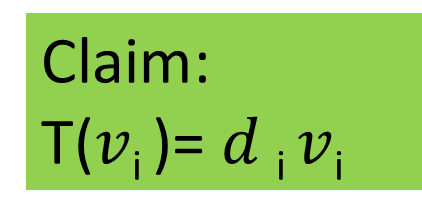 Claim:
T(𝑣ᵢ)= 𝑑 ᵢ 𝑣ᵢ